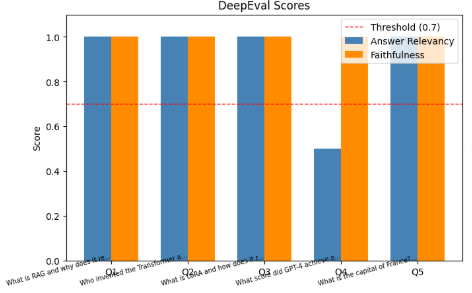 DeepEval Scores
Threshold (0.7)
Answer Relevancy
Faithfulness
Score
1.0
0.8
0.6
0.4
0.2
0.0
Q1
Q2
Q3
Q4
Q5
What is RAG and why does it re...
Who invented the Transformer a...
What is LoRA and how does it r...
What score did GPT-4 achieve o...
What is the capital of France?